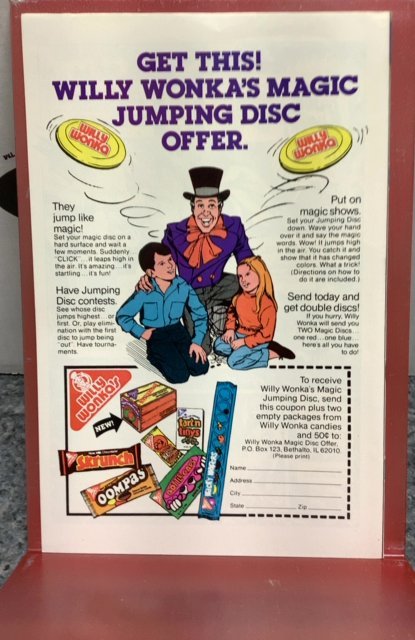 GET THIS!
WILLY WONKA'S MAGIC
JUMPING DISC
OFFER.
WILLY
WONKA
WILLY
WONKA
They
jump like
magic!
Set your magic disc on a
hard surface and wait a
few moments. Suddenly...
"CLICK"...it leaps high in
the air. It's amazing...it's
startling...it's fun!
Have Jumping
Disc contests.
See whose disc
jumps highest...or
first. Or, play elimi-
nation with the first
disc to jump being
"out". Have tourna-
ments.
Put on
magic shows.
Set your Jumping Disc
down. Wave your hand
over it and say the magic
words. Wow! It jumps high
in the air. You catch it and
show that it has changed
colors. What a trick!
(Directions on how to
do it are included.)
Send today and
get double discs!
If you hurry, Willy
Wonka will send you
TWO Magic Discs...
one red...one blue...
here's all you have
to do!
WILLY
WONKA'S
NEW!
tart n
tinys
Skrunch
OOMPAS
To receive
Willy Wonka's Magic
Jumping Disc, send
this coupon plus two
empty packages from
Willy Wonka candies
and 50¢ to:
Willy Wonka Magic Disc Offer,
P.O. Box 123, Bethalto, IL 62010.
(Please print)
Name
Address
City
State Zip